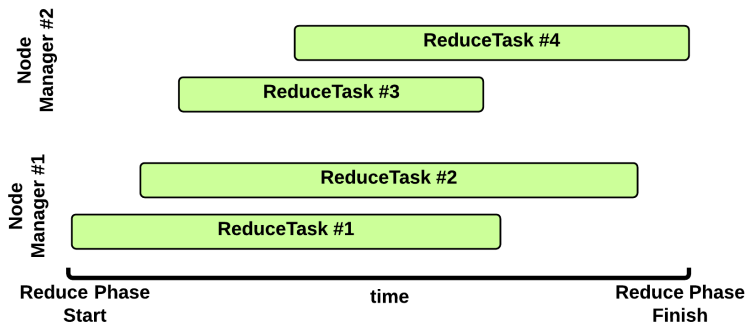 Node
Manager #2
ReduceTask #4
ReduceTask #3
Node
Manager #1
ReduceTask #2
ReduceTask #1
Reduce Phase
Start
time
Reduce Phase
Finish